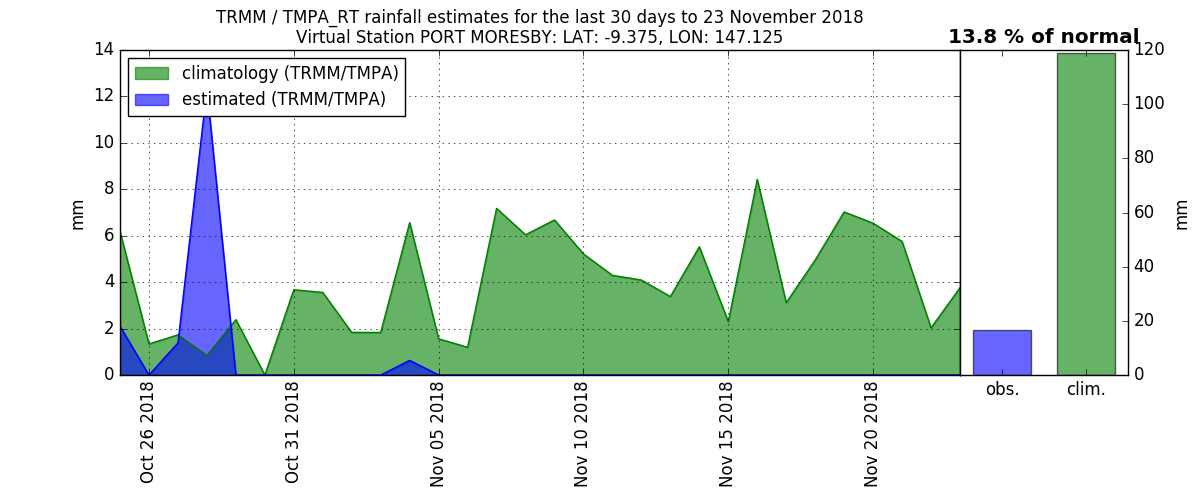 TRMM / TMPA_RT rainfall estimates for the last 30 days to 23 November 2018
Virtual Station PORT MORESBY: LAT: -9.375, LON: 147.125
13.8 % of normal
climatology (TRMM/TMPA)
estimated (TRMM/TMPA)
14
12
10
8
6
4
2
0
mm
Oct 26 2018
Oct 31 2018
Nov 05 2018
Nov 10 2018
Nov 15 2018
Nov 20 2018
120
100
80
60
40
20
0
mm
obs.
clim.